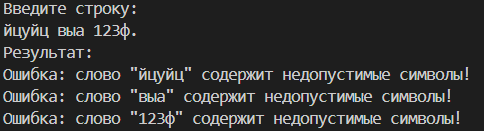 Введите строку:
йцуйц выа 123ф.
Результат:
Ошибка: слово "йцуйц" содержит недопустимые символы!
Ошибка: слово "выа" содержит недопустимые символы!
Ошибка: слово "123ф" содержит недопустимые символы!